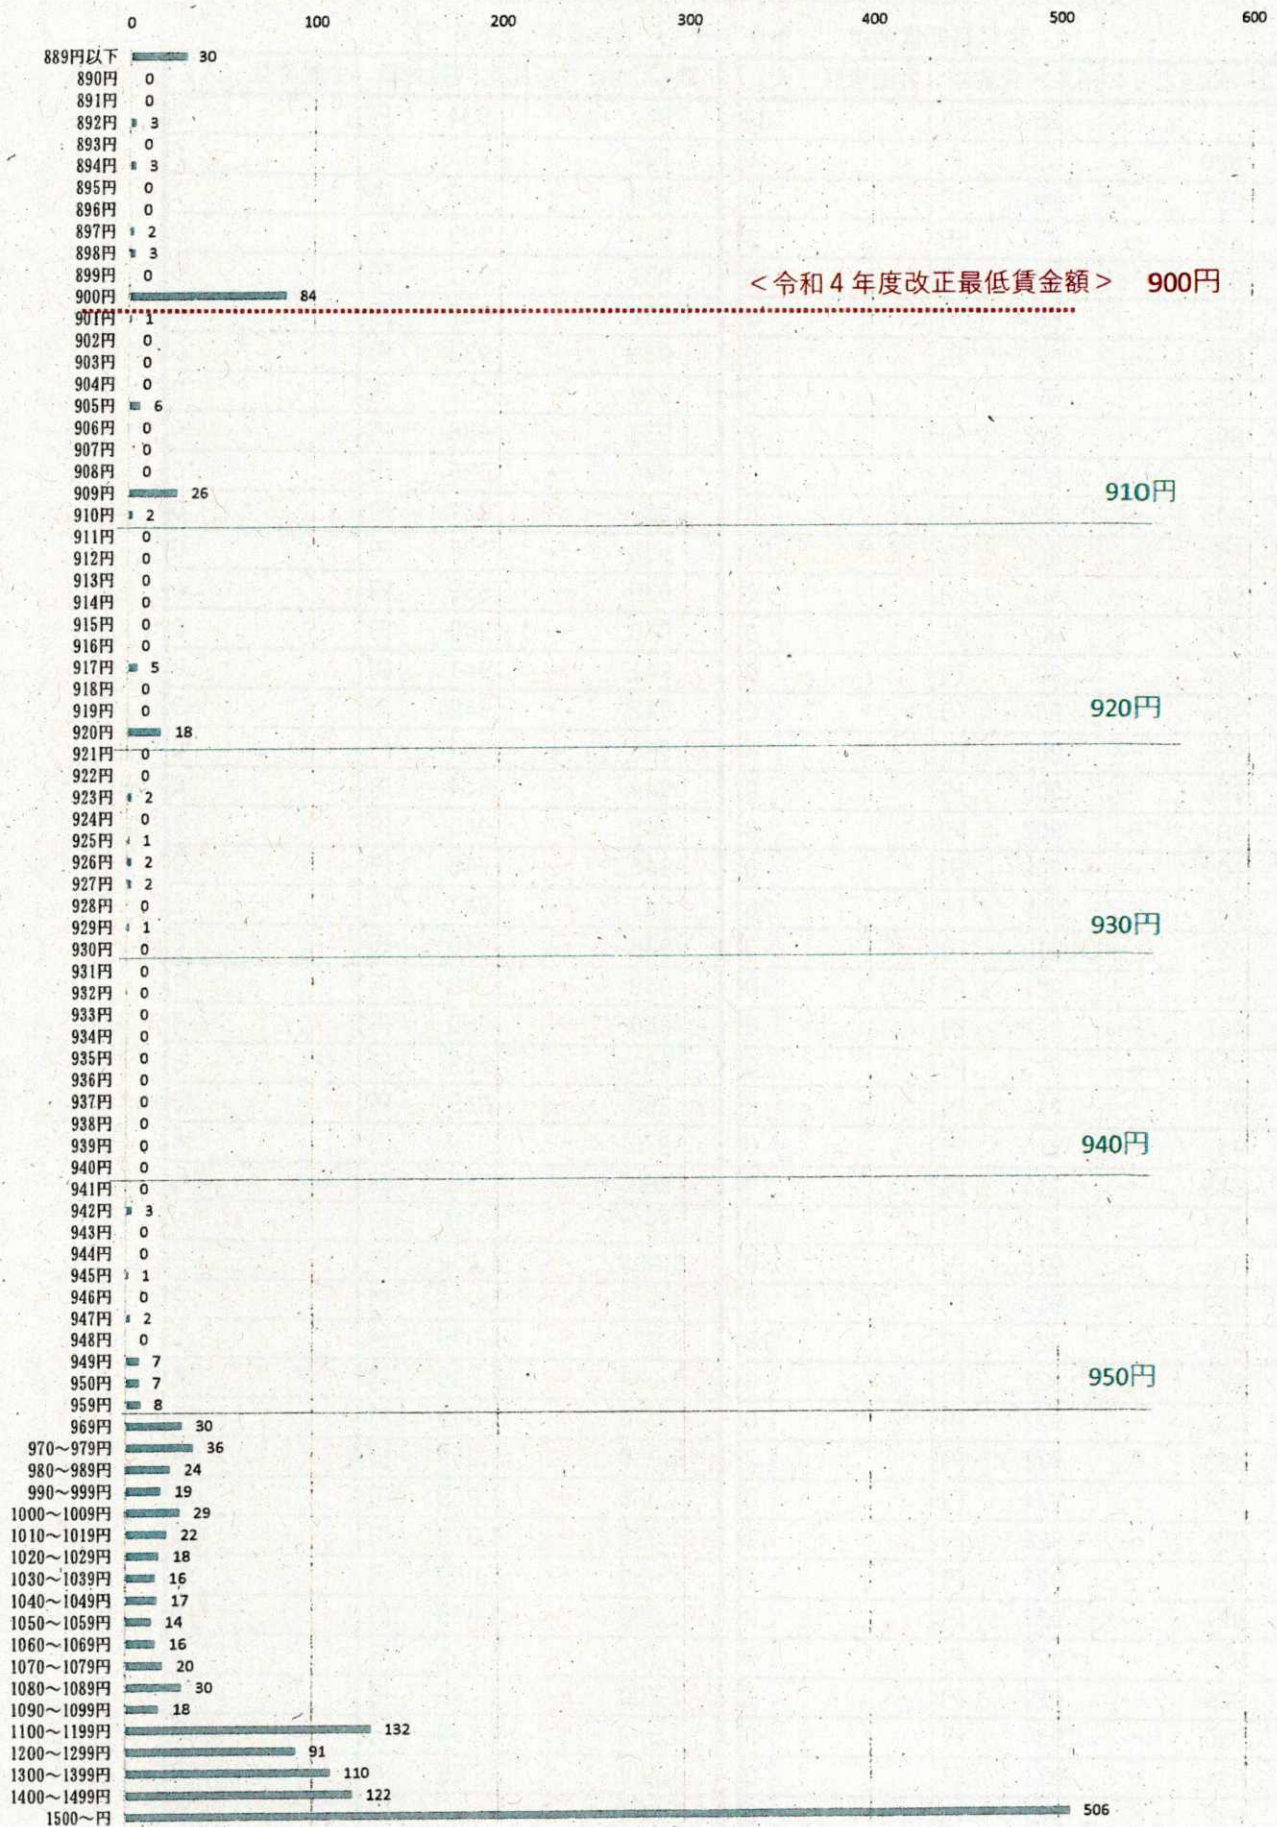 0 100 200 300 400 500 600
889円以下 30
890円 0
891円 0
892円 3
893円 0
894円 3
895円 0
896円 0
897円 2
898円 3
899円 0
<令和4年度改正最低賃金額> 900円
900円 84
901円 1
902円 0
903円 0
904円 0
905円 6
906円 0
907円 0
908円 0
909円 26
910円
910円 2
911円 0
912円 0
913円 0
914円 0
915円 0
916円 0
917円 5
918円 0
919円 0
920円
920円 18
921円 0
922円 0
923円 2
924円 0
925円 1
926円 2
927円 2
928円 0
929円 1
930円
930円 0
931円 0
932円 0
933円 0
934円 0
935円 0
936円 0
937円 0
938円 0
939円 0
940円
940円 0
941円 0
942円 3
943円 0
944円 0
945円 1
946円 0
947円 2
948円 0
949円 7
950円
950円 7
959円 8
969円 30
970～979円 36
980～989円 24
990～999円 19
1000～1009円 29
1010～1019円 22
1020～1029円 18
1030～1039円 16
1040～1049円 17
1050～1059円 14
1060～1069円 16
1070～1079円 20
1080～1089円 30
1090～1099円 18
1100～1199円 132
1200～1299円 91
1300～1399円 110
1400～1499円 122
1500～円 506